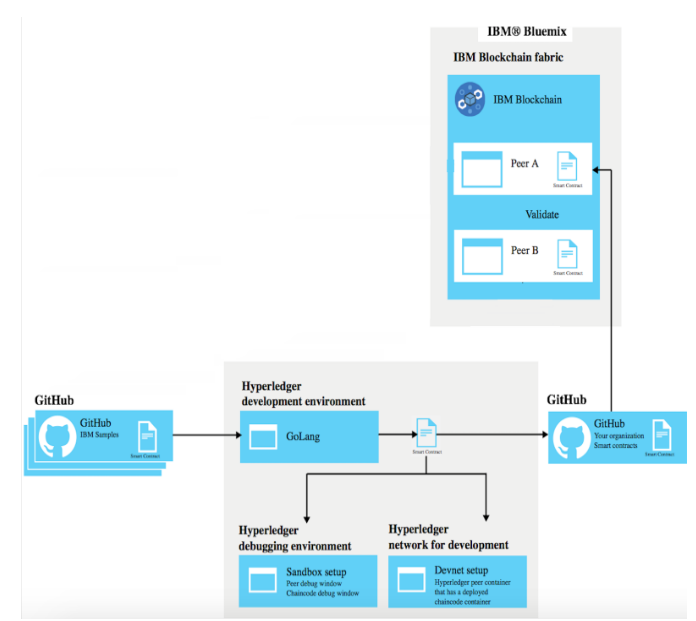 IBM® Bluemix
IBM Blockchain fabric
IBM Blockchain
Peer A
Smart Contract
Validate
Peer B
Smart Contract
GitHub
GitHub
IBM Samples
Smart Contract
Hyperledger
development environment
GoLang
Smart Contract
GitHub
GitHub
Your organization
Smart contracts
Smart Contract
Hyperledger
debugging environment
Sandbox setup
Peer debug window
Chaincode debug window
Hyperledger
network for development
Devnet setup
Hyperledger peer container
that has a deployed
chaincode container